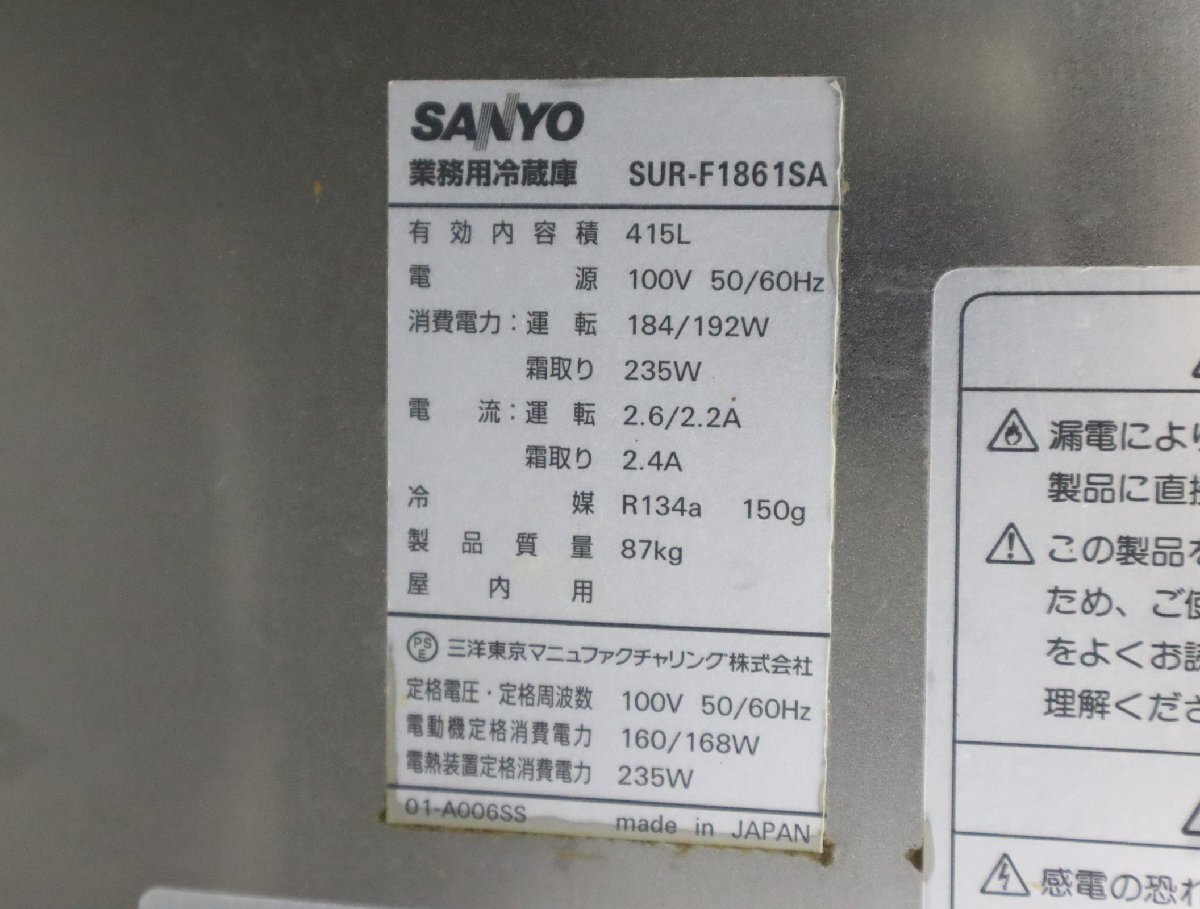 SANYO
業務用冷蔵庫 SUR-F1861SA
有効内容積 415L
電源 100V 50/60Hz
消費電力:運転 184/192W
霜取り 235W
電流:運転 2.6/2.2A
霜取り 2.4A
冷媒 R134a 150g
製品質量 87kg
屋内用
PSE 三洋東京マニュファクチャリング株式会社
定格電圧・定格周波数 100V 50/60Hz
電動機定格消費電力 160/168W
電熱装置定格消費電力 235W
01-A006SS made in JAPAN
漏電により
製品に直接
この製品を
ため、ご使
をよくお読
理解くださ
感電の恐れ